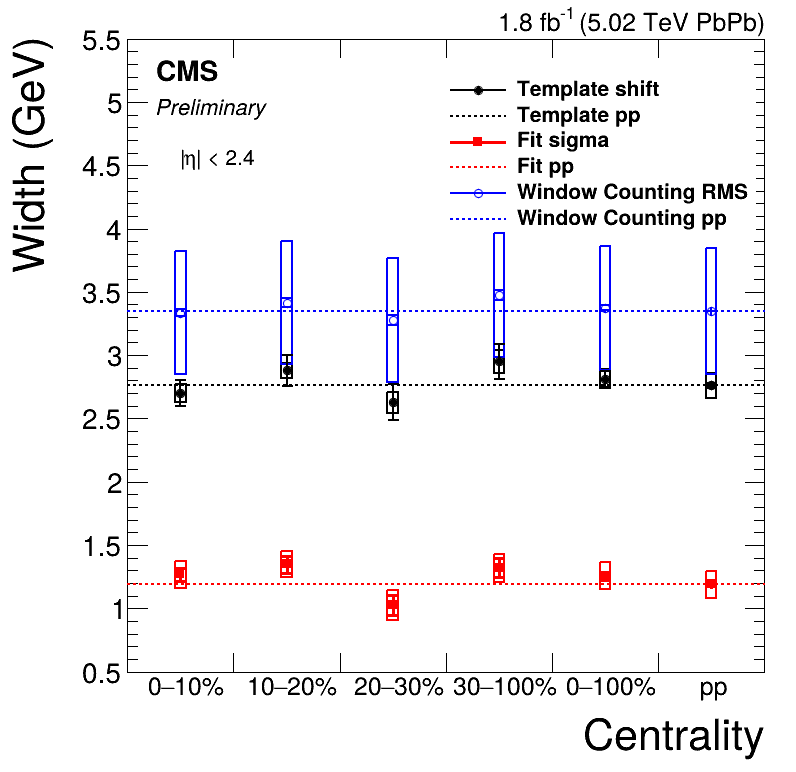 1.8 fb⁻¹ (5.02 TeV PbPb)
CMS
Preliminary
|η| < 2.4
Template shift
Template pp
Fit sigma
Fit pp
Window Counting RMS
Window Counting pp
Width (GeV)
5.5
5
4.5
4
3.5
3
2.5
2
1.5
1
0.5
0–10% 10–20% 20–30% 30–100% 0–100% pp
Centrality